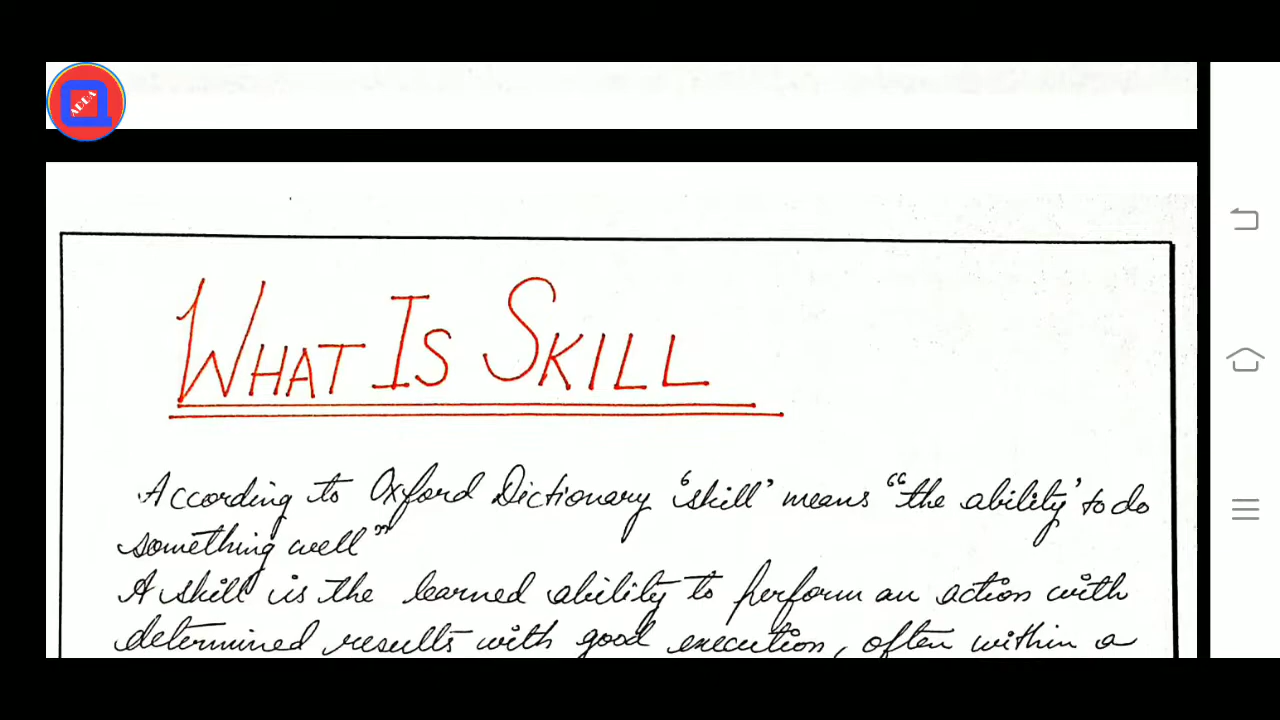 ADDA
WHAT IS SKILL
According to Oxford Dictionary 'skill' means "the ability' to do
something well"
A skill is the learned ability to perform an action with
determined results with good execution, often within a